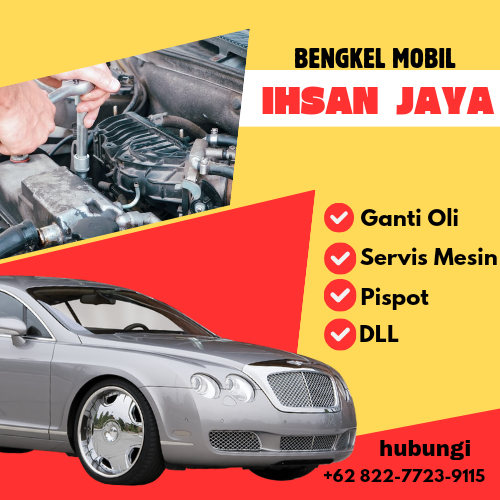 BENGKEL MOBIL
IHSAN JAYA
Ganti Oli
Servis Mesin
Pispot
DLL
hubungi
+62 822-7723-9115